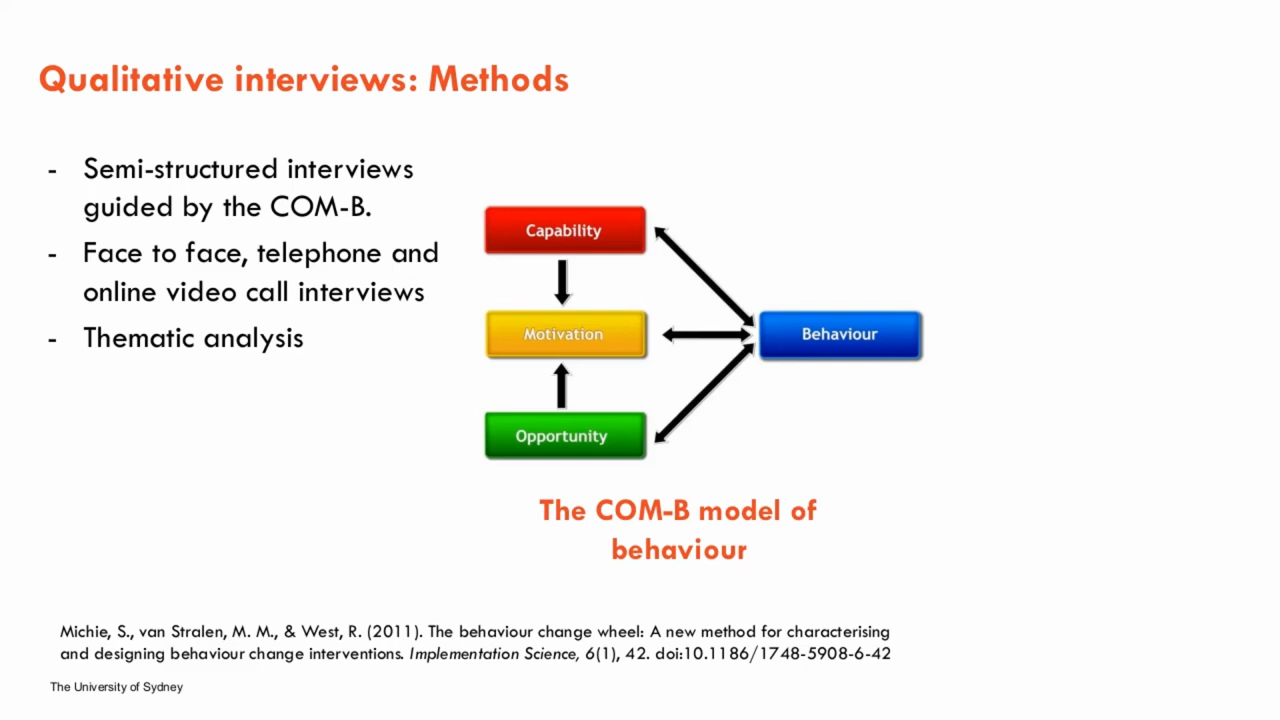 Qualitative interviews: Methods
- Semi-structured interviews
guided by the COM-B.
- Face to face, telephone and
online video call interviews
- Thematic analysis
Capability
Motivation
Behaviour
Opportunity
The COM-B model of
behaviour
Michie, S., van Stralen, M. M., & West, R. (2011). The behaviour change wheel: A new method for characterising
and designing behaviour change interventions. Implementation Science, 6(1), 42. doi:10.1186/1748-5908-6-42
The University of Sydney